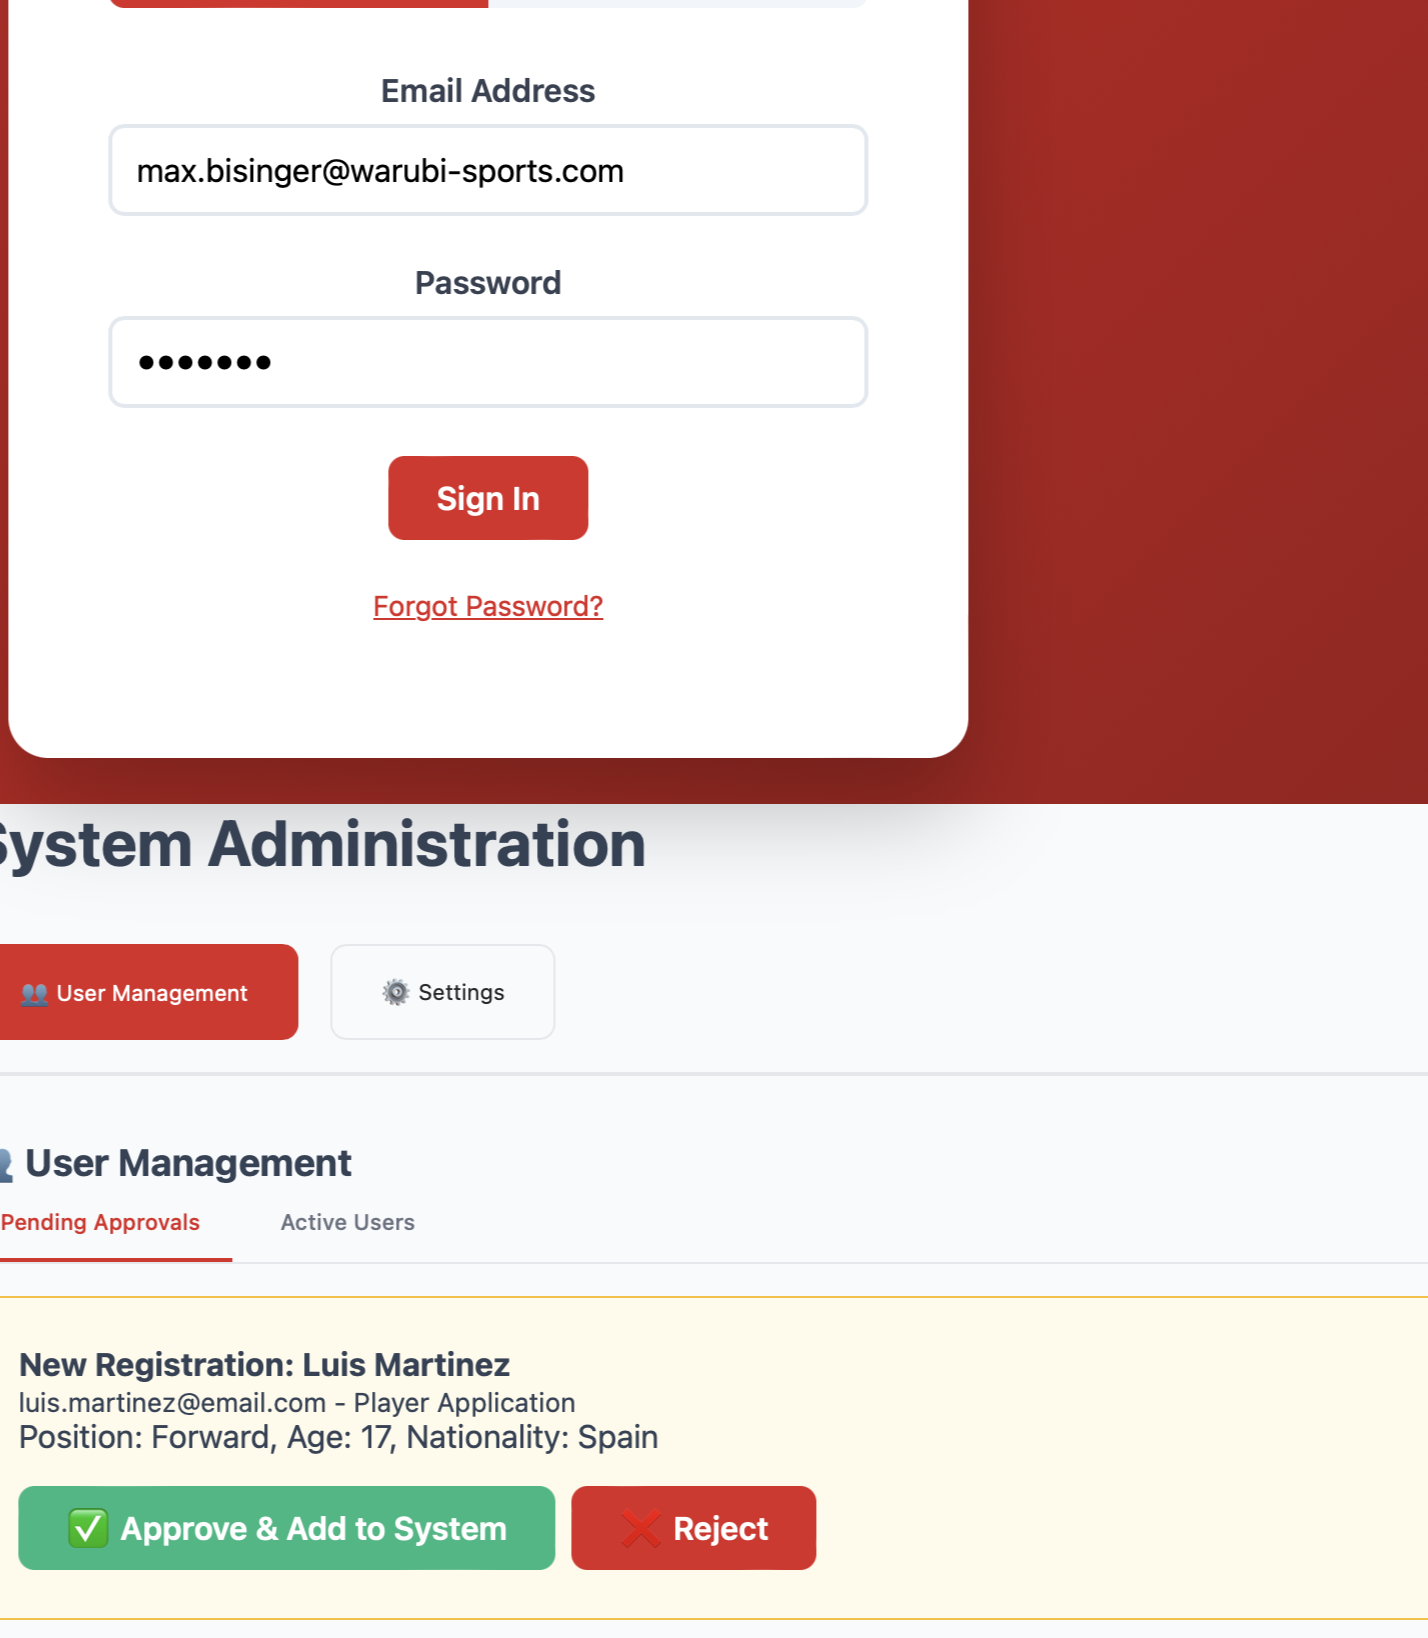 Email Address
max.bisinger@warubi-sports.com
Password
•••••••
Sign In
Forgot Password?
System Administration
👥 User Management
⚙️ Settings
👥 User Management
Pending Approvals
Active Users
New Registration: Luis Martinez
luis.martinez@email.com - Player Application
Position: Forward, Age: 17, Nationality: Spain
✅ Approve & Add to System
❌ Reject